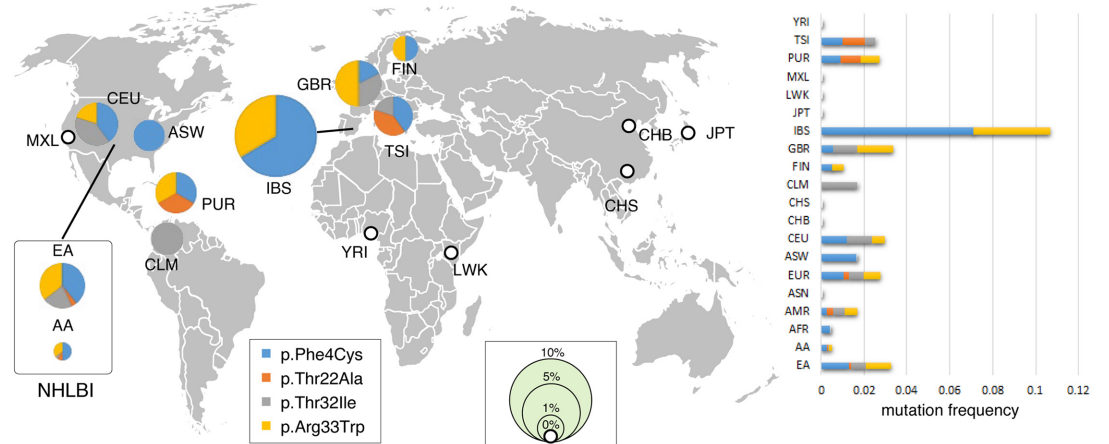 FIN
GBR
CEU
ASW
MXL
TSI
CHB
JPT
IBS
PUR
CHS
YRI
LWK
CLM
EA
AA
NHLBI
p.Phe4Cys
p.Thr22Ala
p.Thr32Ile
p.Arg33Trp
10%
5%
1%
0%
YRI
TSI
PUR
MXL
LWK
JPT
IBS
GBR
FIN
CLM
CHS
CHB
CEU
ASW
EUR
ASN
AMR
AFR
AA
EA
0 0.02 0.04 0.06 0.08 0.1 0.12
mutation frequency